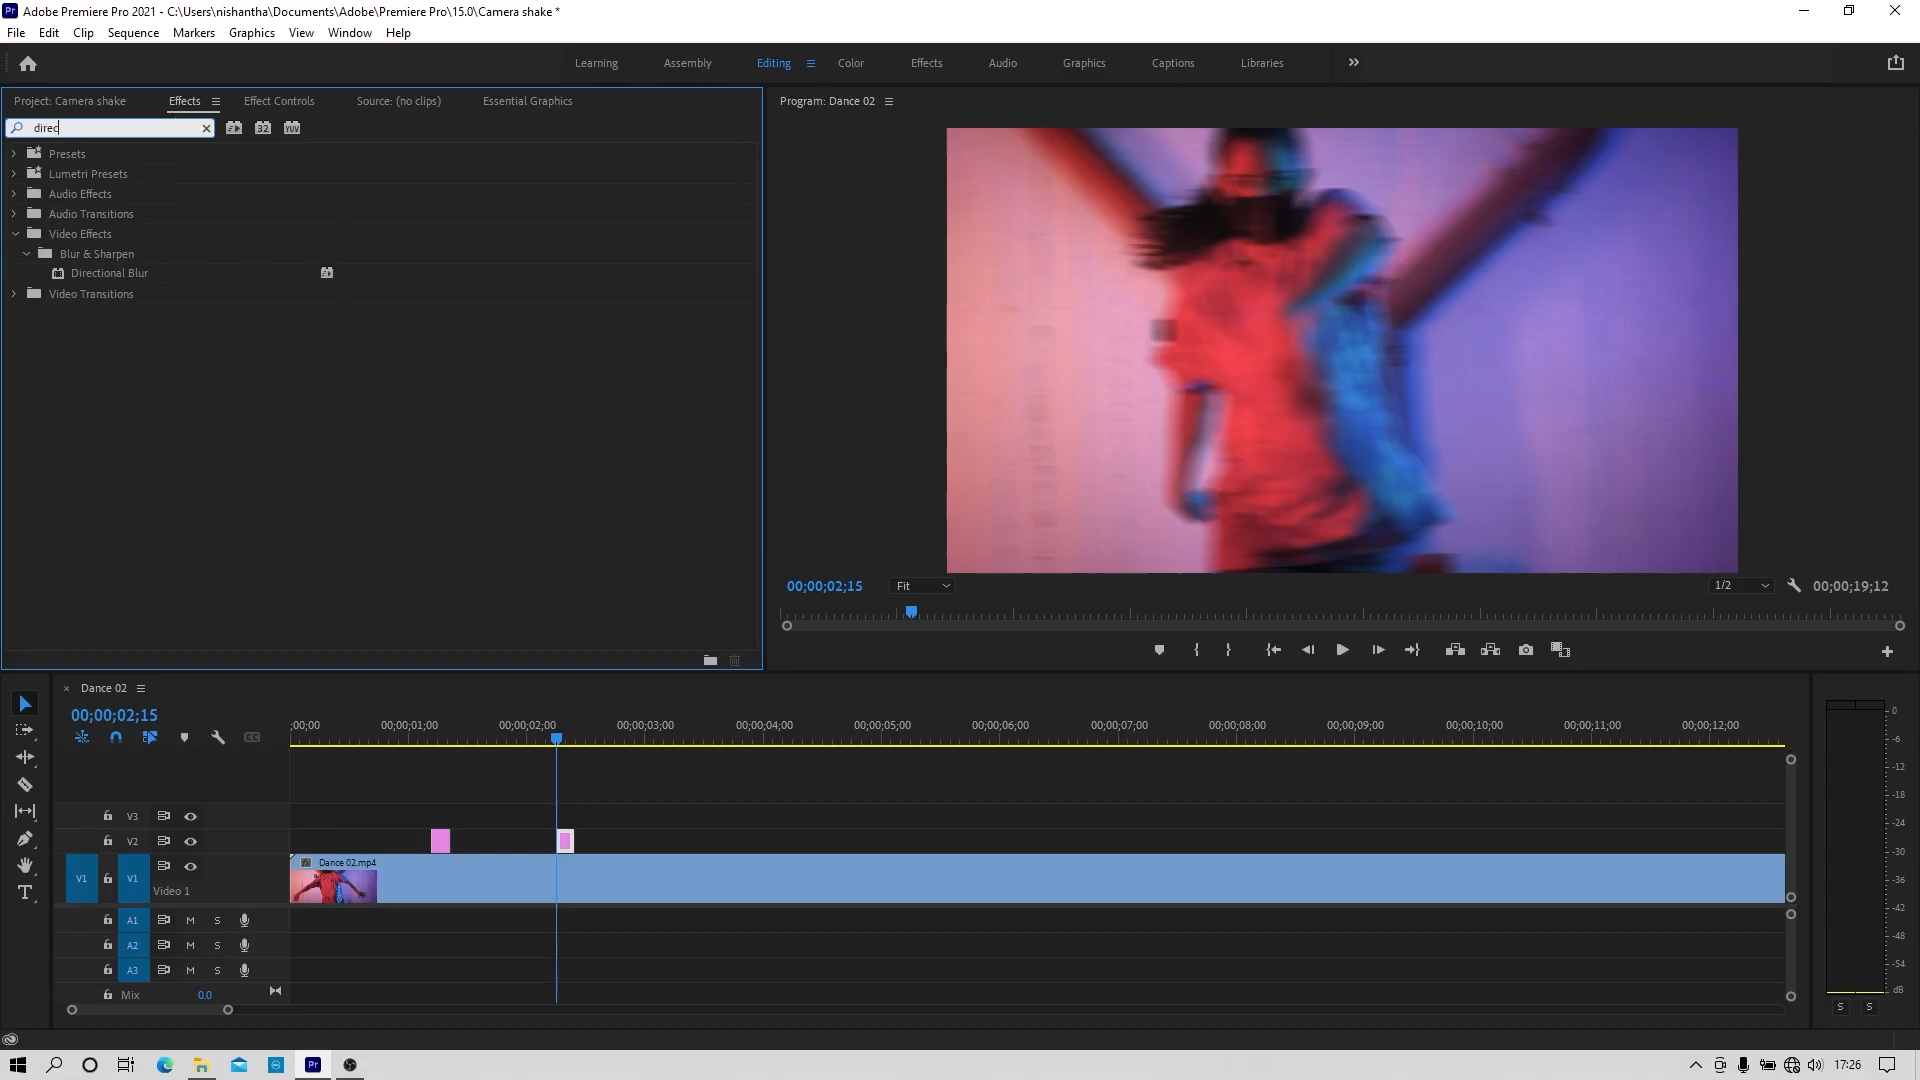 Pr Adobe Premiere Pro 2021 - C:\Users\nishantha\Documents\Adobe\Premiere Pro\15.0\Camera shake *
File Edit Clip Sequence Markers Graphics View Window Help
Learning Assembly Editing Color Effects Audio Graphics Captions Libraries
Project: Camera shake Effects Effect Controls Source: (no clips) Essential Graphics
Program: Dance 02
direc 32 YUV
Presets
Lumetri Presets
Audio Effects
Audio Transitions
Video Effects
Blur & Sharpen
Directional Blur
Video Transitions
00;00;02;15 Fit 1/2 00;00;19;12
Dance 02
00;00;02;15
;00;00 00;00;01;00 00;00;02;00 00;00;03;00 00;00;04;00 00;00;05;00 00;00;06;00 00;00;07;00 00;00;08;00 00;00;09;00 00;00;10;00 00;00;11;00 00;00;12;00
V3
V2
V1 V1 Dance 02.mp4
Video 1
A1 M S
A2 M S
A3 M S
Mix 0.0
0
-6
-12
-18
-24
-30
-36
-42
-48
-54
dB
S S
Pr 17:26